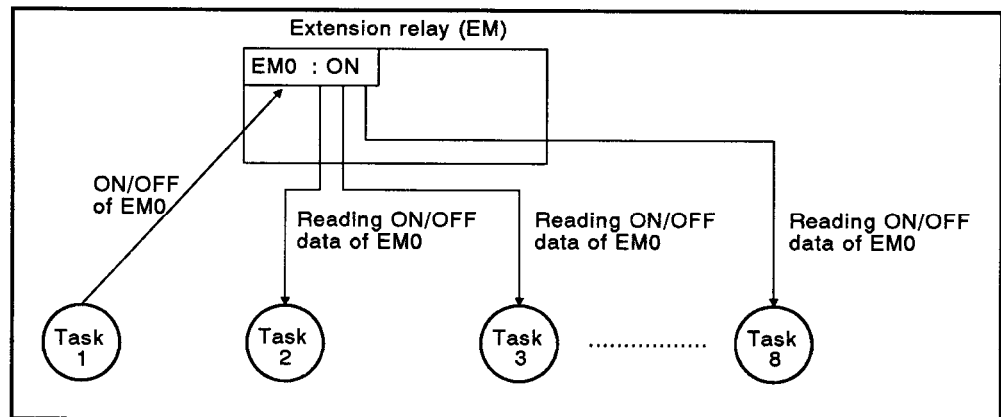 Extension relay (EM)
EM0 : ON
ON/OFF
of EM0
Reading ON/OFF
data of EM0
Reading ON/OFF
data of EM0
Reading ON/OFF
data of EM0
Task
1
Task
2
Task
3
................
Task
8